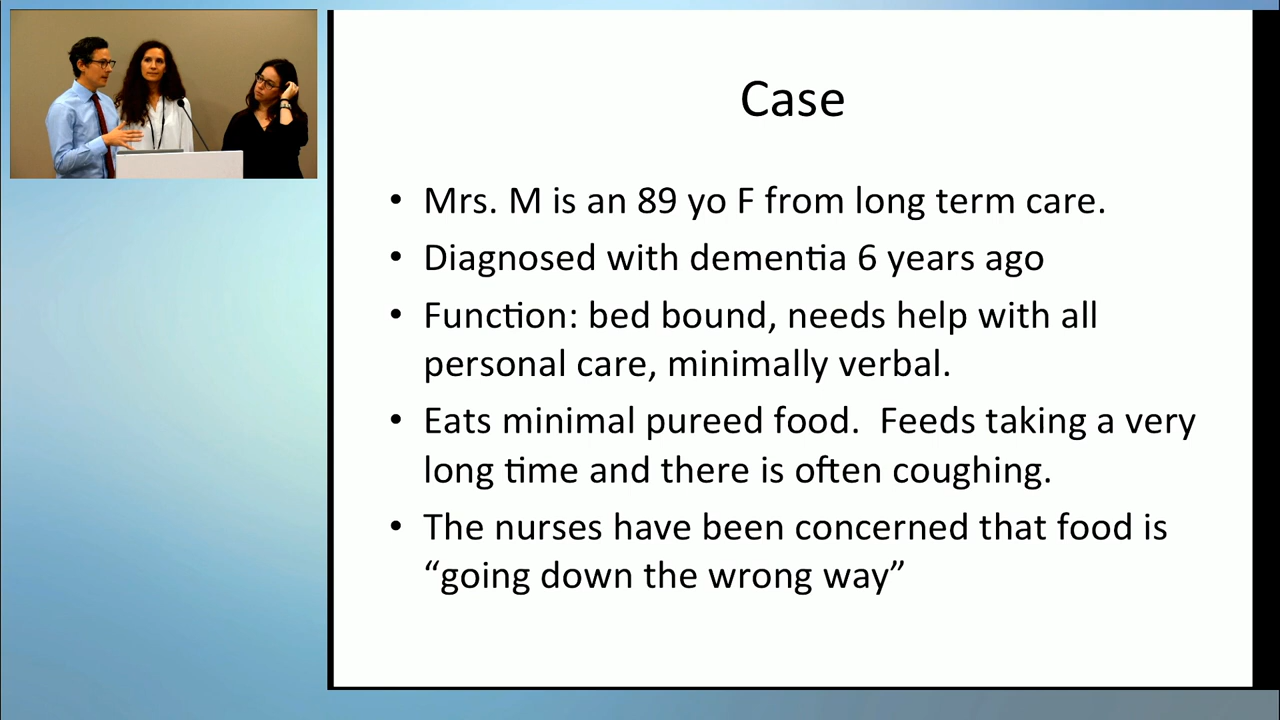 Case
• Mrs. M is an 89 yo F from long term care.
• Diagnosed with dementia 6 years ago
• Function: bed bound, needs help with all
personal care, minimally verbal.
• Eats minimal pureed food.  Feeds taking a very
long time and there is often coughing.
• The nurses have been concerned that food is
“going down the wrong way”